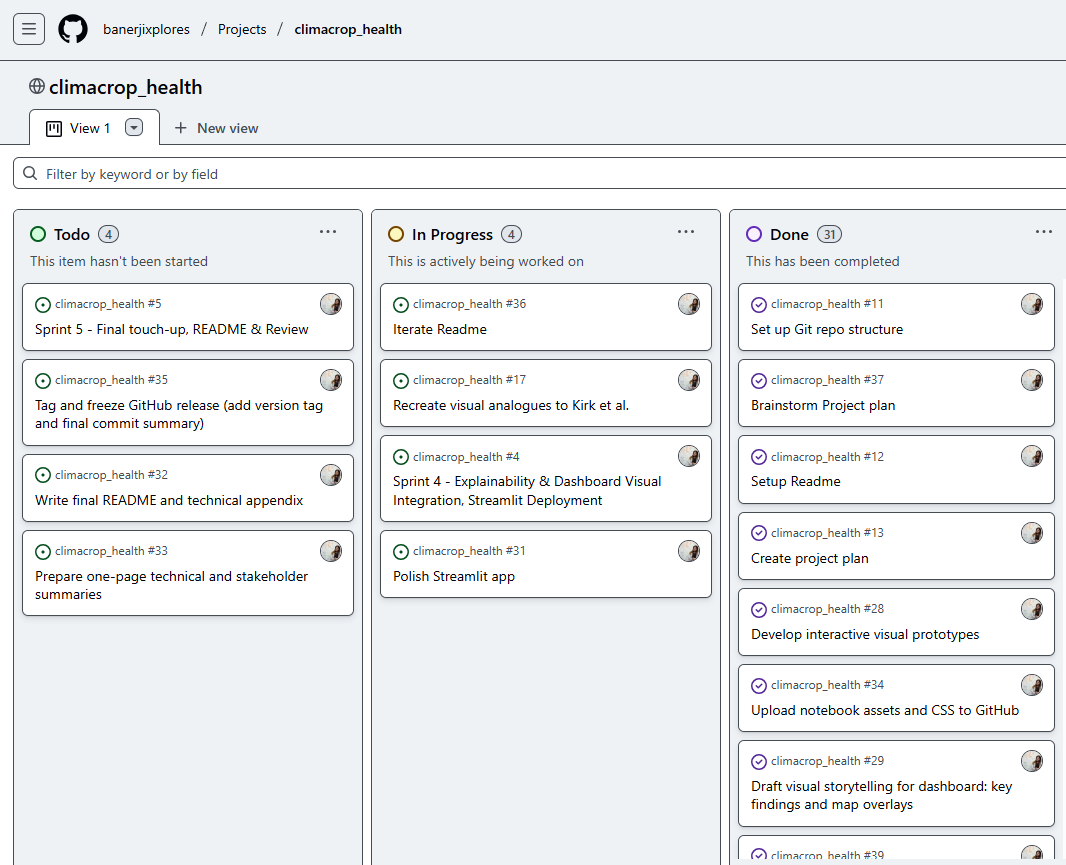 banerjixplores / Projects / climacrop_health
climacrop_health
View 1
New view
Filter by keyword or by field
Todo 4
This item hasn't been started
climacrop_health #5
Sprint 5 - Final touch-up, README & Review
climacrop_health #35
Tag and freeze GitHub release (add version tag
and final commit summary)
climacrop_health #32
Write final README and technical appendix
climacrop_health #33
Prepare one-page technical and stakeholder
summaries
In Progress 4
This is actively being worked on
climacrop_health #36
Iterate Readme
climacrop_health #17
Recreate visual analogues to Kirk et al.
climacrop_health #4
Sprint 4 - Explainability & Dashboard Visual
Integration, Streamlit Deployment
climacrop_health #31
Polish Streamlit app
Done 31
This has been completed
climacrop_health #11
Set up Git repo structure
climacrop_health #37
Brainstorm Project plan
climacrop_health #12
Setup Readme
climacrop_health #13
Create project plan
climacrop_health #28
Develop interactive visual prototypes
climacrop_health #34
Upload notebook assets and CSS to GitHub
climacrop_health #29
Draft visual storytelling for dashboard: key
findings and map overlays
climacrop_health #39